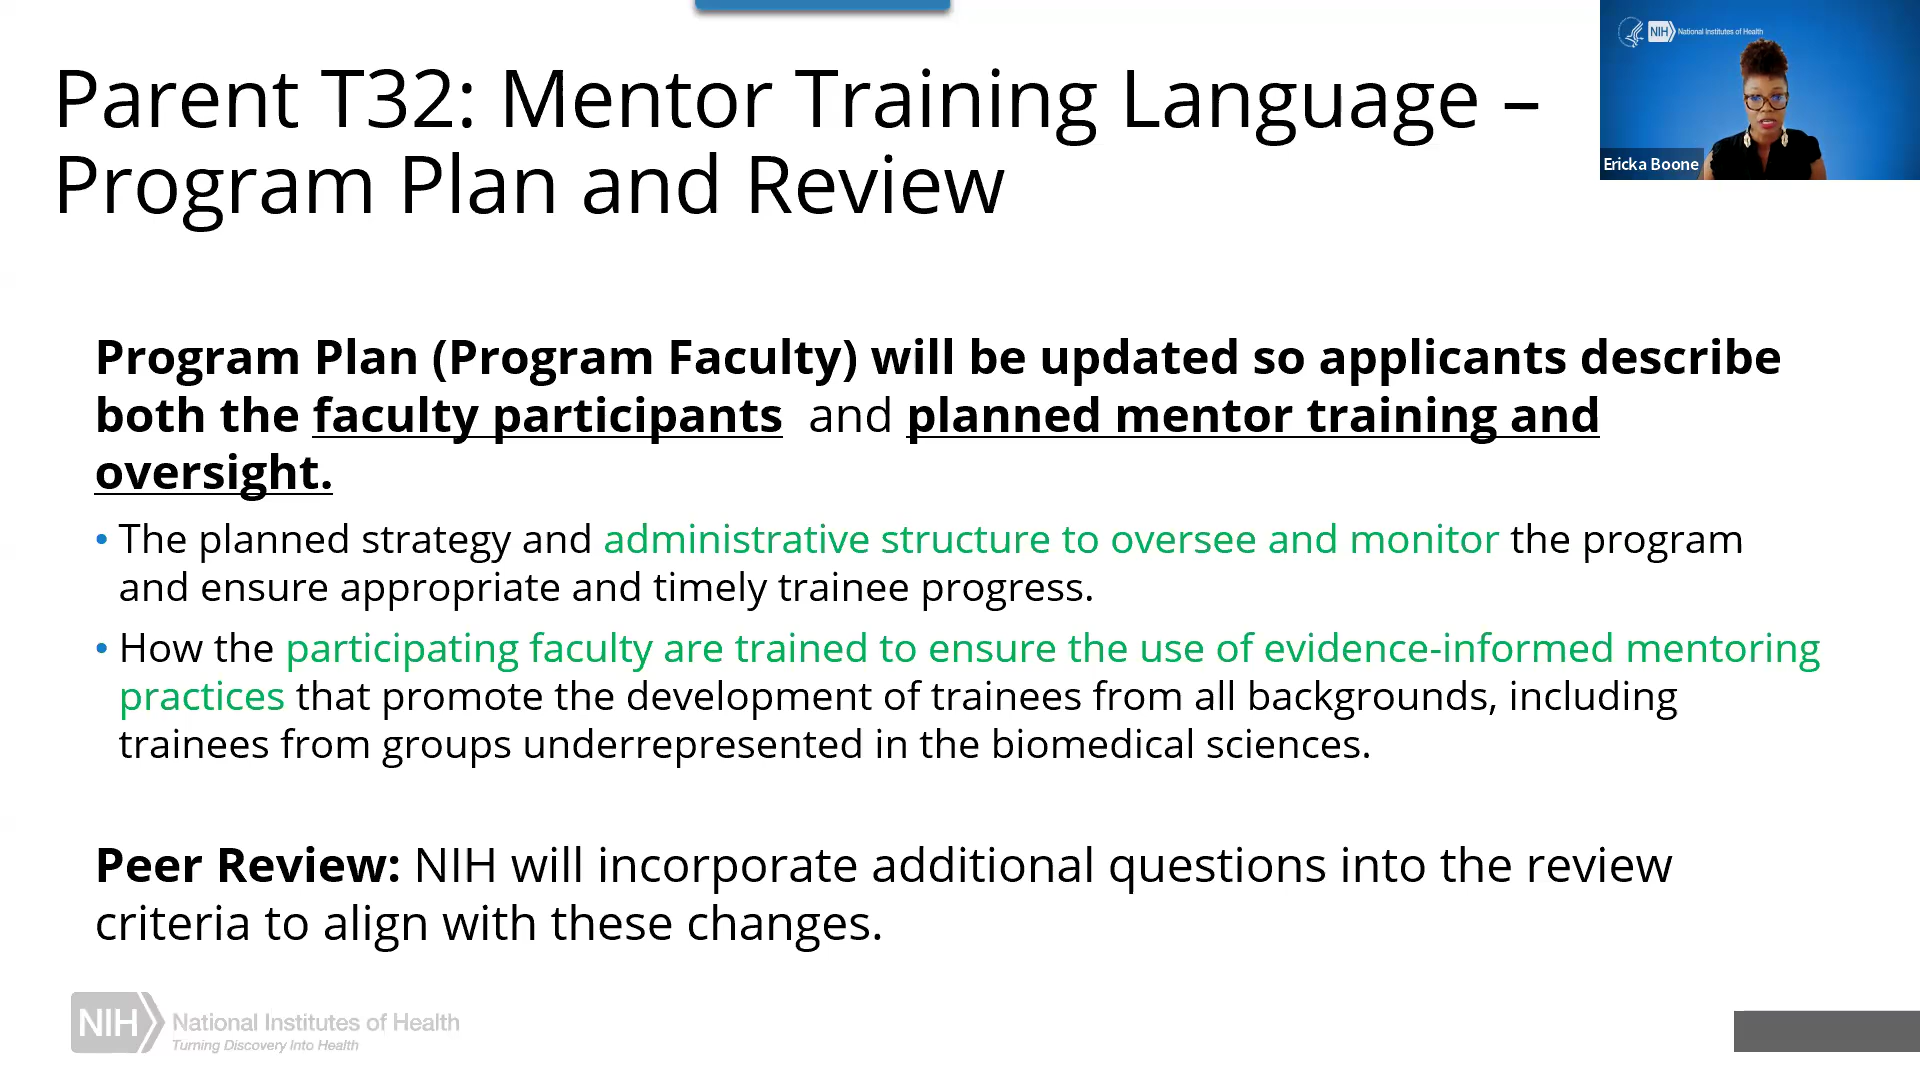 Parent T32: Mentor Training Language –
Program Plan and Review
NIH National Institutes of Health
Ericka Boone
Program Plan (Program Faculty) will be updated so applicants describe
both the faculty participants and planned mentor training and
oversight.
• The planned strategy and administrative structure to oversee and monitor the program
and ensure appropriate and timely trainee progress.
• How the participating faculty are trained to ensure the use of evidence-informed mentoring
practices that promote the development of trainees from all backgrounds, including
trainees from groups underrepresented in the biomedical sciences.
Peer Review: NIH will incorporate additional questions into the review
criteria to align with these changes.
NIH National Institutes of Health
Turning Discovery Into Health